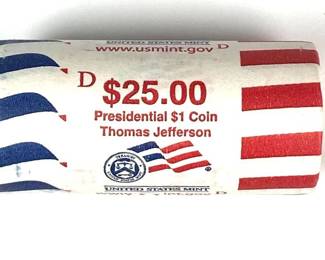 UNITED STATES MINT
www.usmint.gov D
D $25.00
Presidential $1 Coin
Thomas Jefferson
UNITED STATES MINT
D